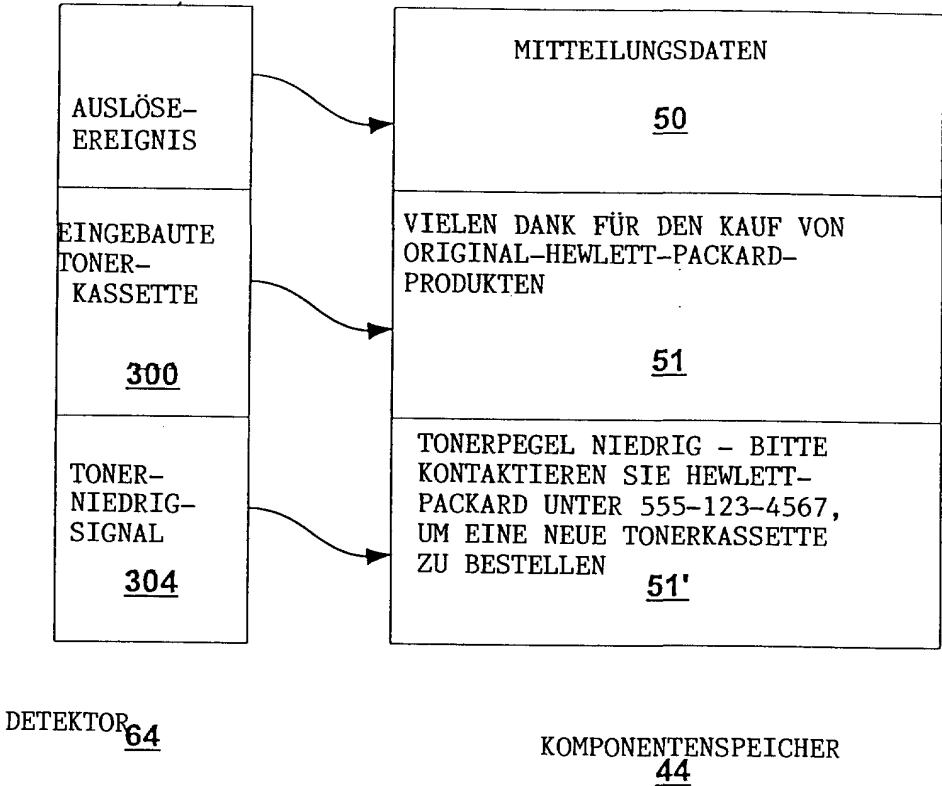 AUSLÖSE-
EREIGNIS
MITTEILUNGSDATEN
50
EINGEBAUTE
TONER-
KASSETTE
300
VIELEN DANK FÜR DEN KAUF VON
ORIGINAL-HEWLETT-PACKARD-
PRODUKTEN
51
TONER-
NIEDRIG-
SIGNAL
304
TONERPEGEL NIEDRIG - BITTE
KONTAKTIEREN SIE HEWLETT-
PACKARD UNTER 555-123-4567,
UM EINE NEUE TONERKASSETTE
ZU BESTELLEN
51'
DETEKTOR
64
KOMPONENTENSPEICHER
44